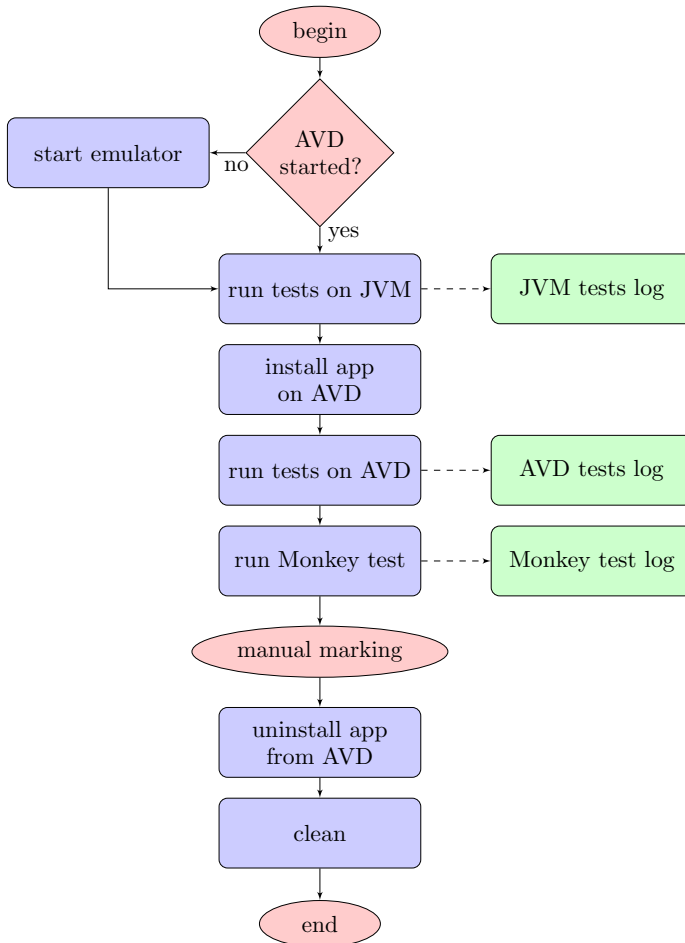 begin
AVD
started?
start emulator
no
yes
run tests on JVM
JVM tests log
install app
on AVD
run tests on AVD
AVD tests log
run Monkey test
Monkey test log
manual marking
uninstall app
from AVD
clean
end